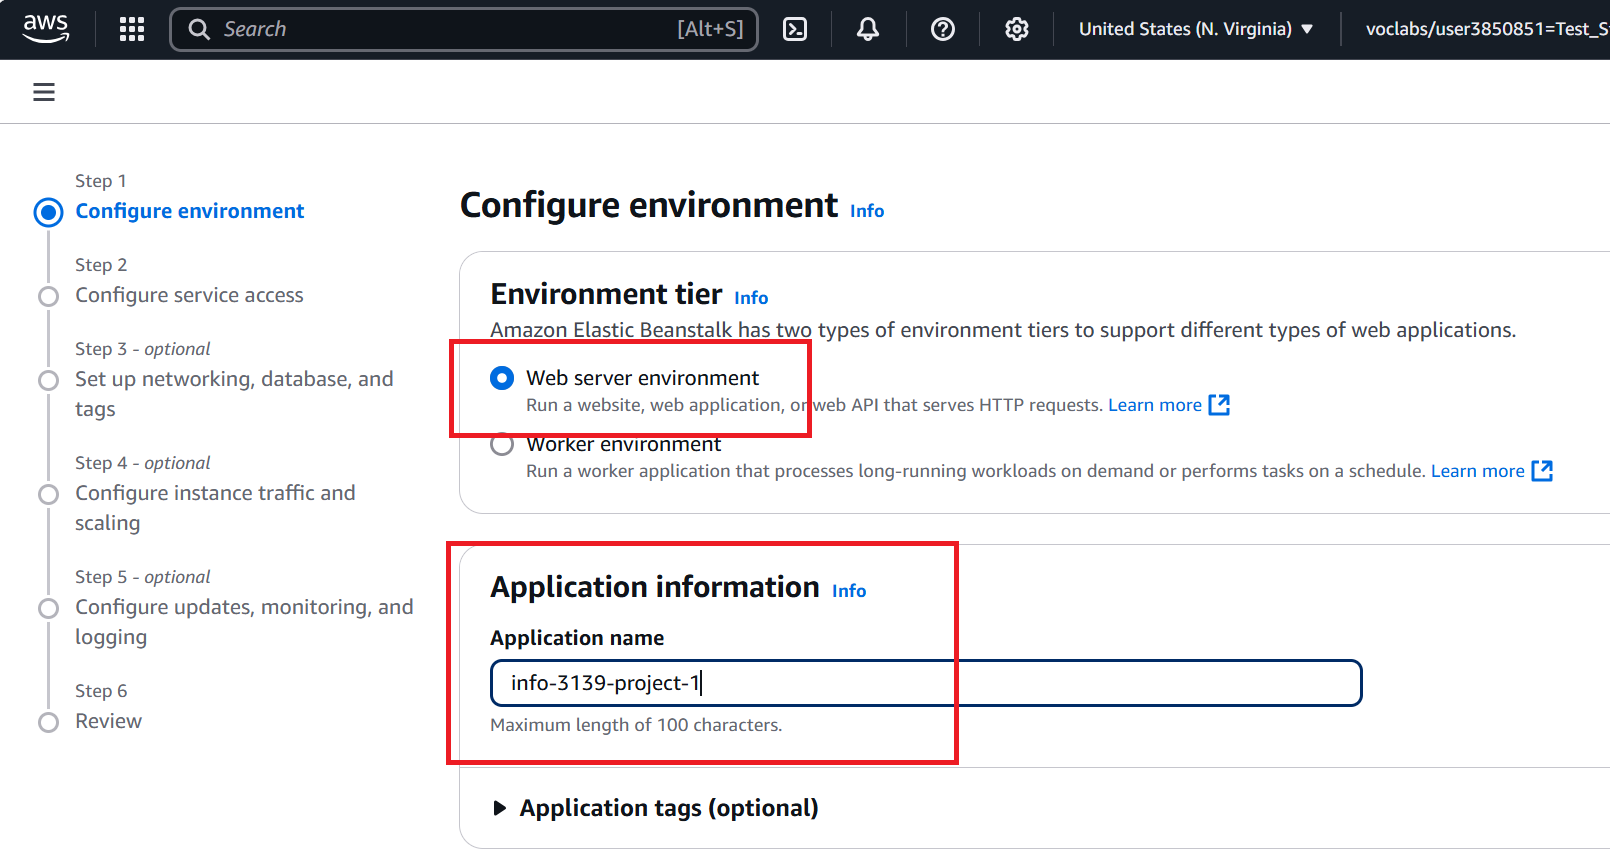 aws
Search [Alt+S]
United States (N. Virginia)
voclabs/user3850851=Test_S
Step 1
Configure environment
Step 2
Configure service access
Step 3 - optional
Set up networking, database, and
tags
Step 4 - optional
Configure instance traffic and
scaling
Step 5 - optional
Configure updates, monitoring, and
logging
Step 6
Review
Configure environment Info
Environment tier Info
Amazon Elastic Beanstalk has two types of environment tiers to support different types of web applications.
Web server environment
Run a website, web application, or web API that serves HTTP requests. Learn more
Worker environment
Run a worker application that processes long-running workloads on demand or performs tasks on a schedule. Learn more
Application information Info
Application name
info-3139-project-1
Maximum length of 100 characters.
Application tags (optional)